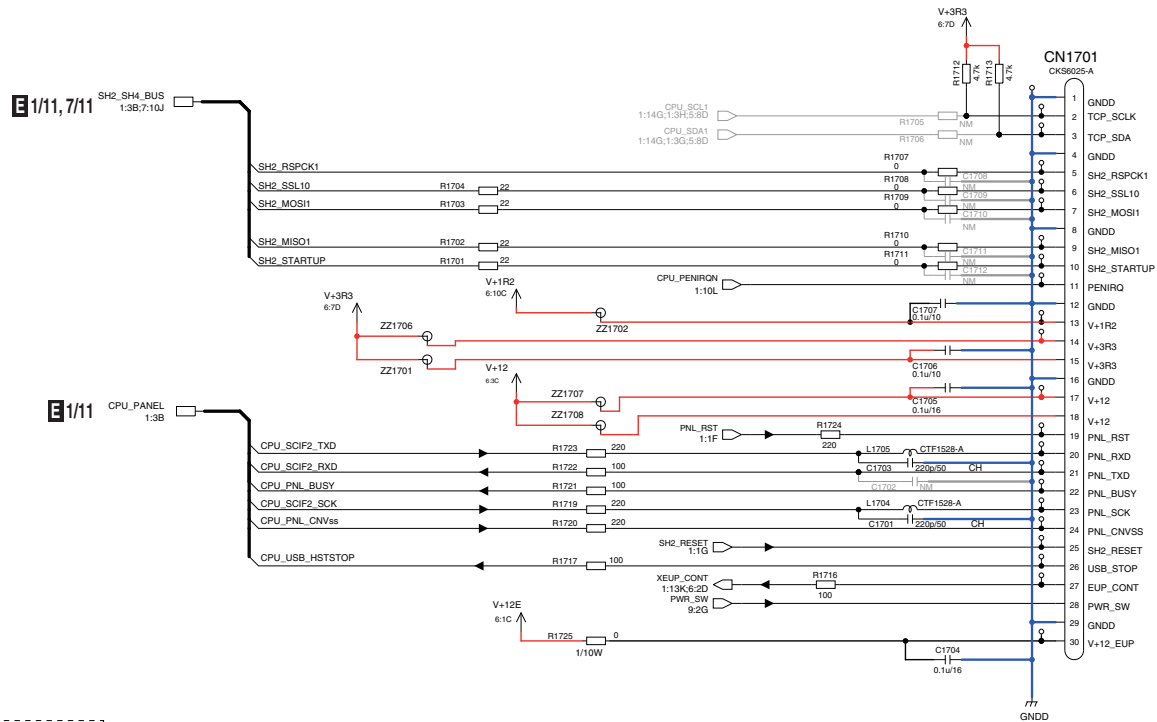 V+3R3
6:7D
CN1701
CKS6025-A
R1712
4.7k
R1713
4.7k
E 1/11, 7/11
SH2_SH4_BUS
1:3B;7:10J
CPU_SCL1
1:14G;1:3H;5:8D
R1705
NM
CPU_SDA1
1:14G;1:3G;5:8D
R1706
NM
1 GNDD
2 TCP_SCLK
3 TCP_SDA
4 GNDD
SH2_RSPCK1
R1707
0
C1708
NM
5 SH2_RSPCK1
SH2_SSL10
R1704 22
R1708
0
C1709
NM
6 SH2_SSL10
SH2_MOSI1
R1703 22
R1709
0
C1710
NM
7 SH2_MOSI1
8 GNDD
SH2_MISO1
R1702 22
R1710
0
C1711
NM
9 SH2_MISO1
SH2_STARTUP
R1701 22
R1711
0
C1712
NM
10 SH2_STARTUP
CPU_PENIRQN
1:10L
11 PENIRQ
V+1R2
6:10C
ZZ1702
C1707
0.1u/10
12 GNDD
13 V+1R2
V+3R3
6:7D
ZZ1706
ZZ1701
C1706
0.1u/10
14 V+3R3
15 V+3R3
16 GNDD
V+12
6:3C
ZZ1707
ZZ1708
C1705
0.1u/16
17 V+12
18 V+12
E 1/11
CPU_PANEL
1:3B
PNL_RST
1:1F
R1724
220
19 PNL_RST
CPU_SCIF2_TXD
R1723 220
L1705 CTF1528-A
20 PNL_RXD
CPU_SCIF2_RXD
R1722 100
C1703 220p/50 CH
21 PNL_TXD
CPU_PNL_BUSY
R1721 100
C1702 NM
22 PNL_BUSY
CPU_SCIF2_SCK
R1719 220
L1704 CTF1528-A
23 PNL_SCK
CPU_PNL_CNVss
R1720 220
C1701 220p/50 CH
24 PNL_CNVSS
SH2_RESET
1:1G
25 SH2_RESET
CPU_USB_HSTSTOP
R1717 100
26 USB_STOP
XEUP_CONT
1:13K;6:2D
R1716
100
27 EUP_CONT
PWR_SW
9:2G
28 PWR_SW
29 GNDD
V+12E
6:1C
R1725 0
1/10W
30 V+12_EUP
C1704
0.1u/16
GNDD